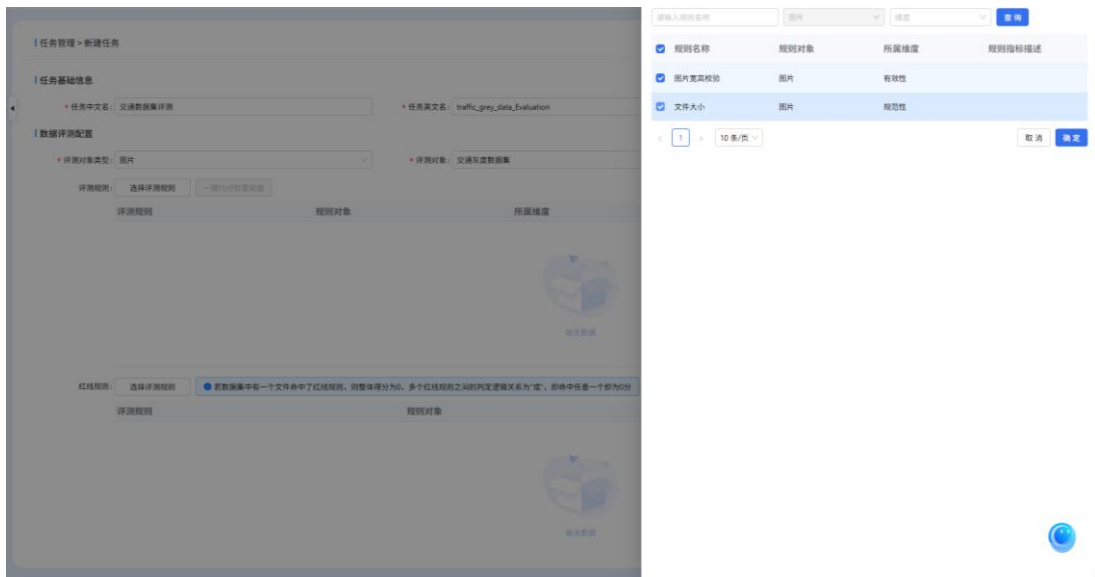 任务管理 > 新建任务
任务基础信息
* 任务中文名: 交通数据集评测
* 任务英文名: traffic_grey_data_Evaluation
数据评测配置
* 评测对象类型: 图片
* 评测对象: 交通灰度数据集
评测规则: 选择评测规则
评测规则 规则对象 所属维度
暂无数据
红线规则: 选择评测规则 若数据集中有一个文件命中了红线规则，则整体得分为0，多个红线规则之间的判定逻辑关系为"或"，即命中任意一个即为0分
评测规则 规则对象
暂无数据
请输入规则名称 图片 维度 查询
规则名称 规则对象 所属维度 规则指标描述
图片宽高校验 图片 有效性
文件大小 图片 规范性
< 1 > 10 条/页
取消 确定